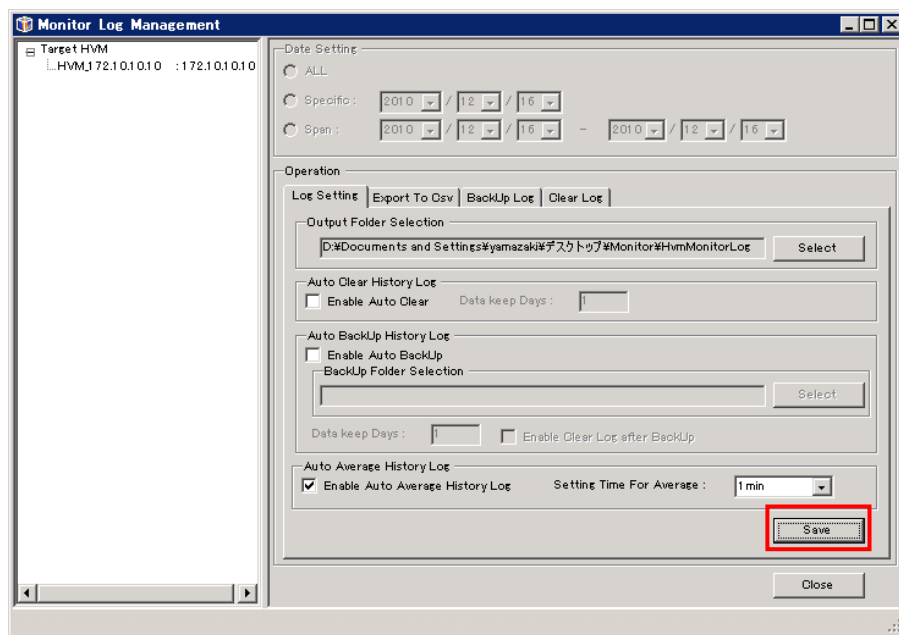 Monitor Log Management
Target HVM
HVM_172.10.10.10 :172.10.10.10
Date Setting
ALL
Specific : 2010 / 12 / 16
Span : 2010 / 12 / 16 - 2010 / 12 / 16
Operation
Log Setting Export To Csv BackUp Log Clear Log
Output Folder Selection
D:¥Documents and Settings¥yamazaki¥デスクトップ¥Monitor¥HvmMonitorLog Select
Auto Clear History Log
Enable Auto Clear Data keep Days : 1
Auto BackUp History Log
Enable Auto BackUp
BackUp Folder Selection
Select
Data keep Days : 1 Enable Clear Log after BackUp
Auto Average History Log
Enable Auto Average History Log Setting Time For Average : 1 min
Save
Close